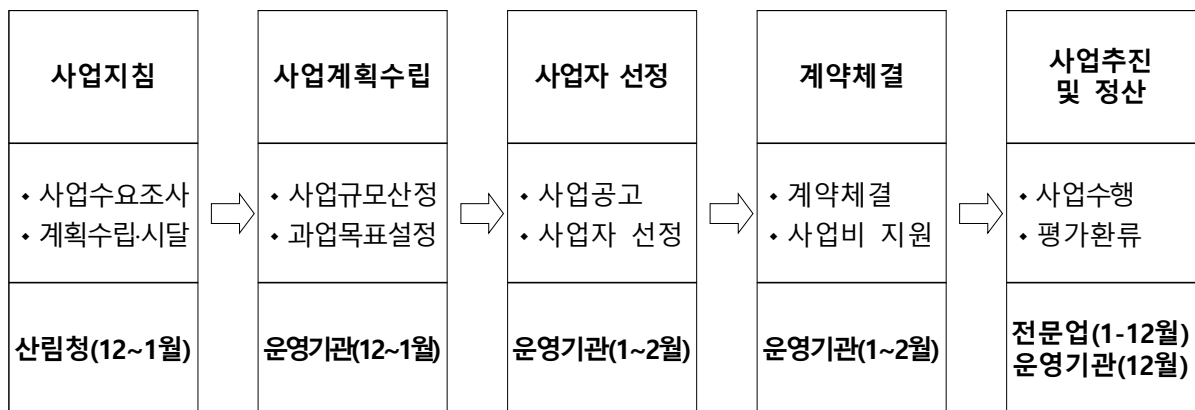 사업지침
◆ 사업수요조사
◆ 계획수립·시달
산림청(12~1월)
사업계획수립
◆ 사업규모산정
◆ 과업목표설정
운영기관(12~1월)
사업자 선정
◆ 사업공고
◆ 사업자 선정
운영기관(1~2월)
계약체결
◆ 계약체결
◆ 사업비 지원
운영기관(1~2월)
사업추진
및 정산
◆ 사업수행
◆ 평가환류
전문업(1-12월)
운영기관(12월)